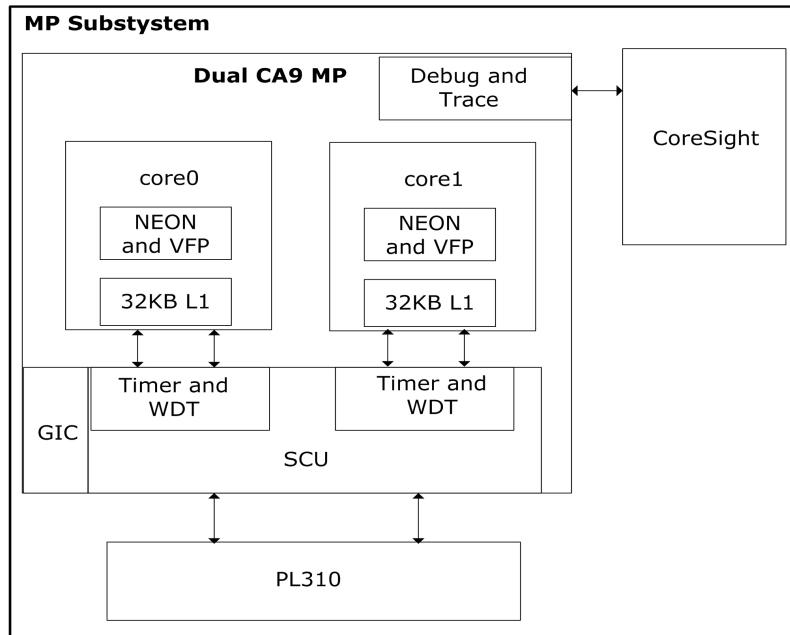 MP Substystem
Dual CA9 MP
Debug and
Trace
CoreSight
core0
NEON
and VFP
32KB L1
core1
NEON
and VFP
32KB L1
Timer and
WDT
Timer and
WDT
GIC
SCU
PL310